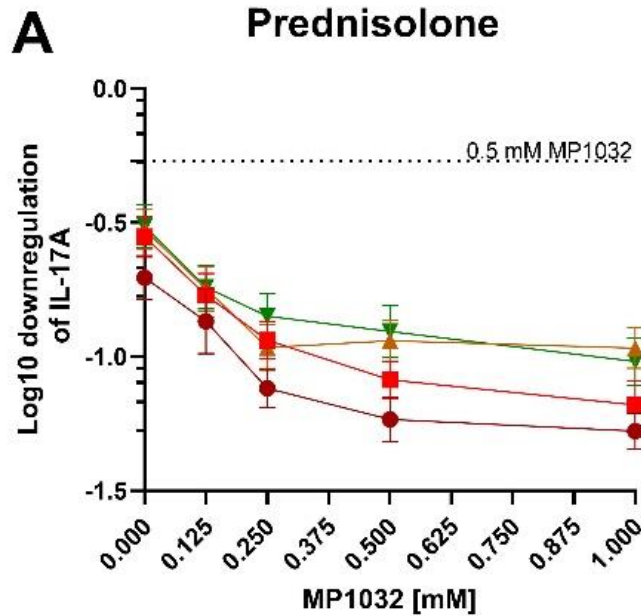 A
Prednisolone
0.0
0.5 mM MP1032
-0.5
-1.0
-1.5
Log10 downregulation
of IL-17A
0.000
0.125
0.250
0.375
0.500
0.625
0.750
0.875
1.000
MP1032 [mM]